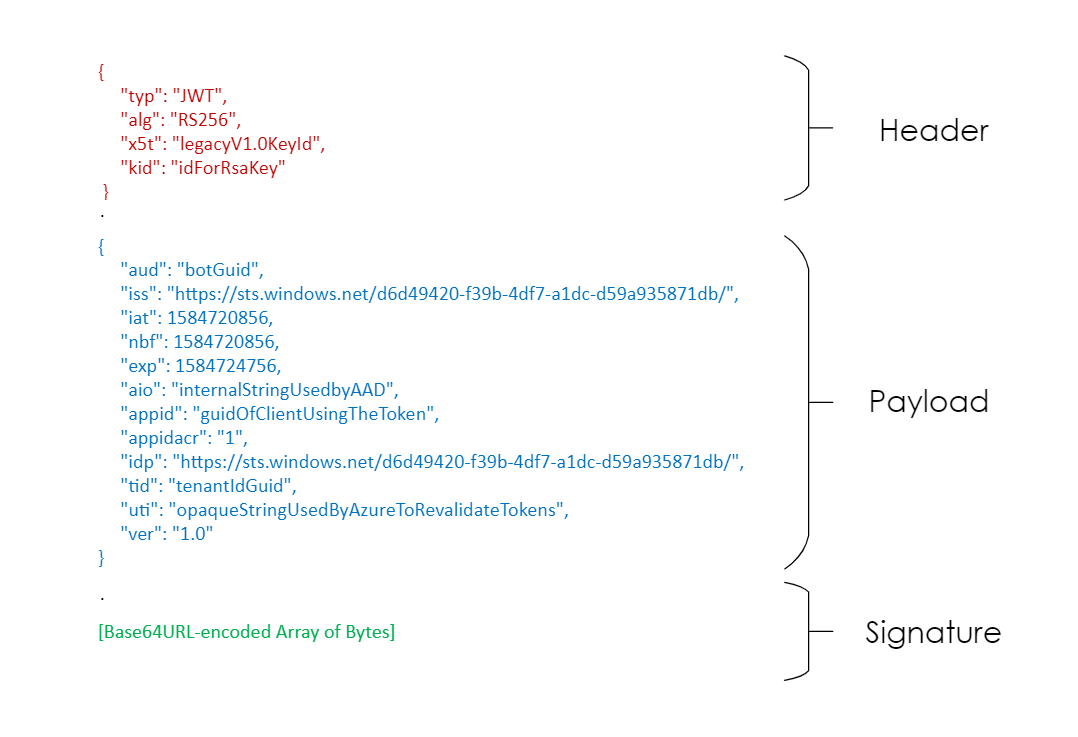 {
"typ": "JWT",
"alg": "RS256",
"x5t": "legacyV1.0KeyId",
"kid": "idForRsaKey"
}
Header
.
{
"aud": "botGuid",
"iss": "https://sts.windows.net/d6d49420-f39b-4df7-a1dc-d59a935871db/",
"iat": 1584720856,
"nbf": 1584720856,
"exp": 1584724756,
"aio": "internalStringUsedbyAAD",
"appid": "guidOfClientUsingTheToken",
"appidacr": "1",
"idp": "https://sts.windows.net/d6d49420-f39b-4df7-a1dc-d59a935871db/",
"tid": "tenantIdGuid",
"uti": "opaqueStringUsedByAzureToRevalidateTokens",
"ver": "1.0"
}
Payload
.
[Base64URL-encoded Array of Bytes]
Signature